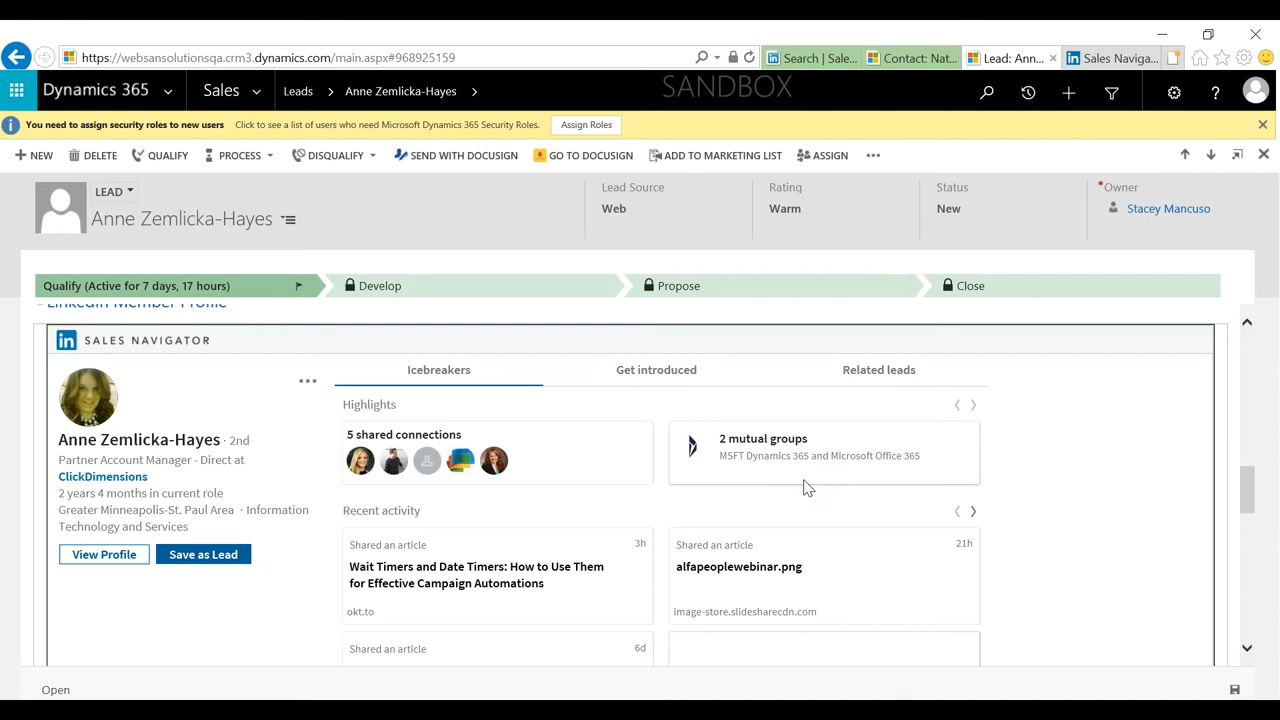 https://websansolutionsqa.crm3.dynamics.com/main.aspx#968925159
Search | Sale...
Contact: Nat...
Lead: Ann...
Sales Naviga...
Dynamics 365
Sales
Leads
Anne Zemlicka-Hayes
SANDBOX
You need to assign security roles to new users
Click to see a list of users who need Microsoft Dynamics 365 Security Roles.
Assign Roles
NEW
DELETE
QUALIFY
PROCESS
DISQUALIFY
SEND WITH DOCUSIGN
GO TO DOCUSIGN
ADD TO MARKETING LIST
ASSIGN
LEAD
Anne Zemlicka-Hayes
Lead Source
Web
Rating
Warm
Status
New
*Owner
Stacey Mancuso
Qualify (Active for 7 days, 17 hours)
Develop
Propose
Close
LinkedIn Member Profile
in SALES NAVIGATOR
Icebreakers
Get introduced
Related leads
Anne Zemlicka-Hayes · 2nd
Partner Account Manager - Direct at
ClickDimensions
2 years 4 months in current role
Greater Minneapolis-St. Paul Area · Information
Technology and Services
View Profile
Save as Lead
Highlights
5 shared connections
2 mutual groups
MSFT Dynamics 365 and Microsoft Office 365
Recent activity
Shared an article
3h
Wait Timers and Date Timers: How to Use Them
for Effective Campaign Automations
okt.to
Shared an article
21h
alfapeoplewebinar.png
image-store.slidesharecdn.com
Shared an article
6d
Open